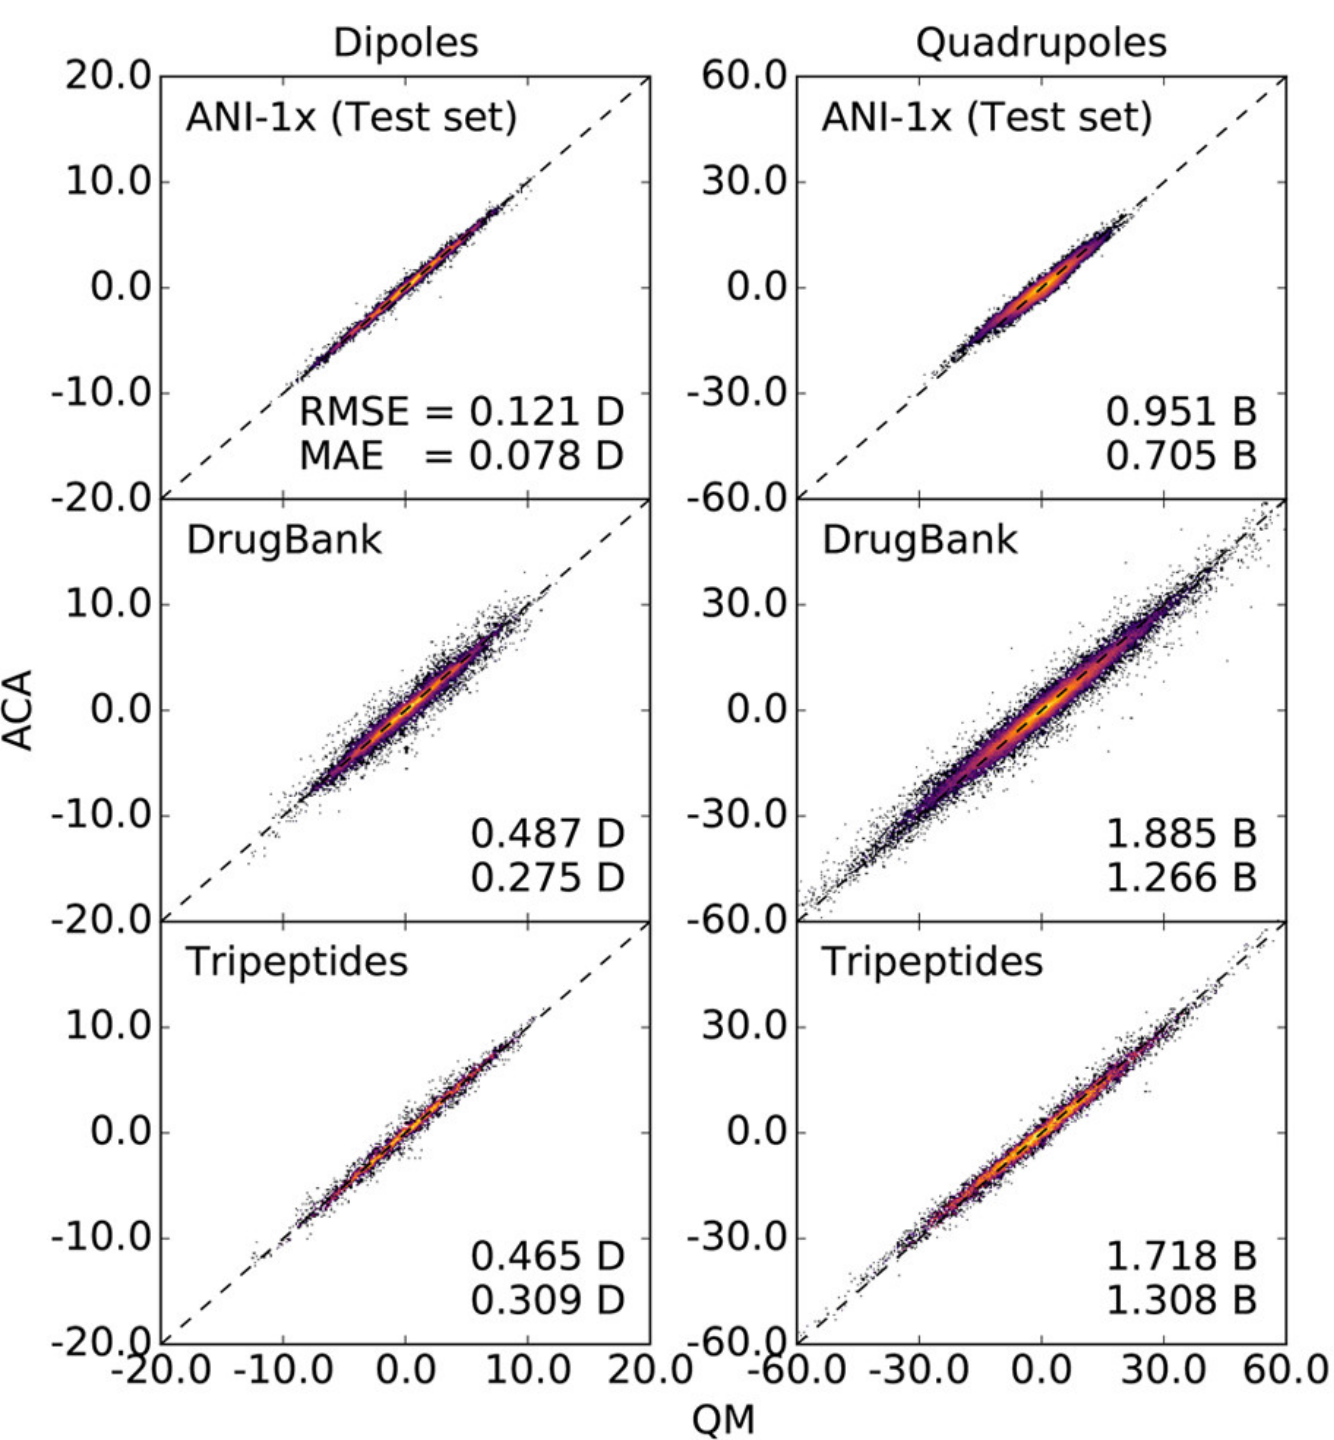 Dipoles
Quadrupoles
20.0
ANI-1x (Test set)
10.0
0.0
-10.0
RMSE = 0.121 D
MAE = 0.078 D
-20.0
60.0
ANI-1x (Test set)
30.0
0.0
-30.0
0.951 B
0.705 B
-60.0
ACA
DrugBank
10.0
0.0
-10.0
0.487 D
0.275 D
-20.0
DrugBank
30.0
0.0
-30.0
1.885 B
1.266 B
-60.0
Tripeptides
10.0
0.0
-10.0
0.465 D
0.309 D
-20.0
-20.0 -10.0 0.0 10.0 20.0
Tripeptides
30.0
0.0
-30.0
1.718 B
1.308 B
-60.0
-60.0 -30.0 0.0 30.0 60.0
QM